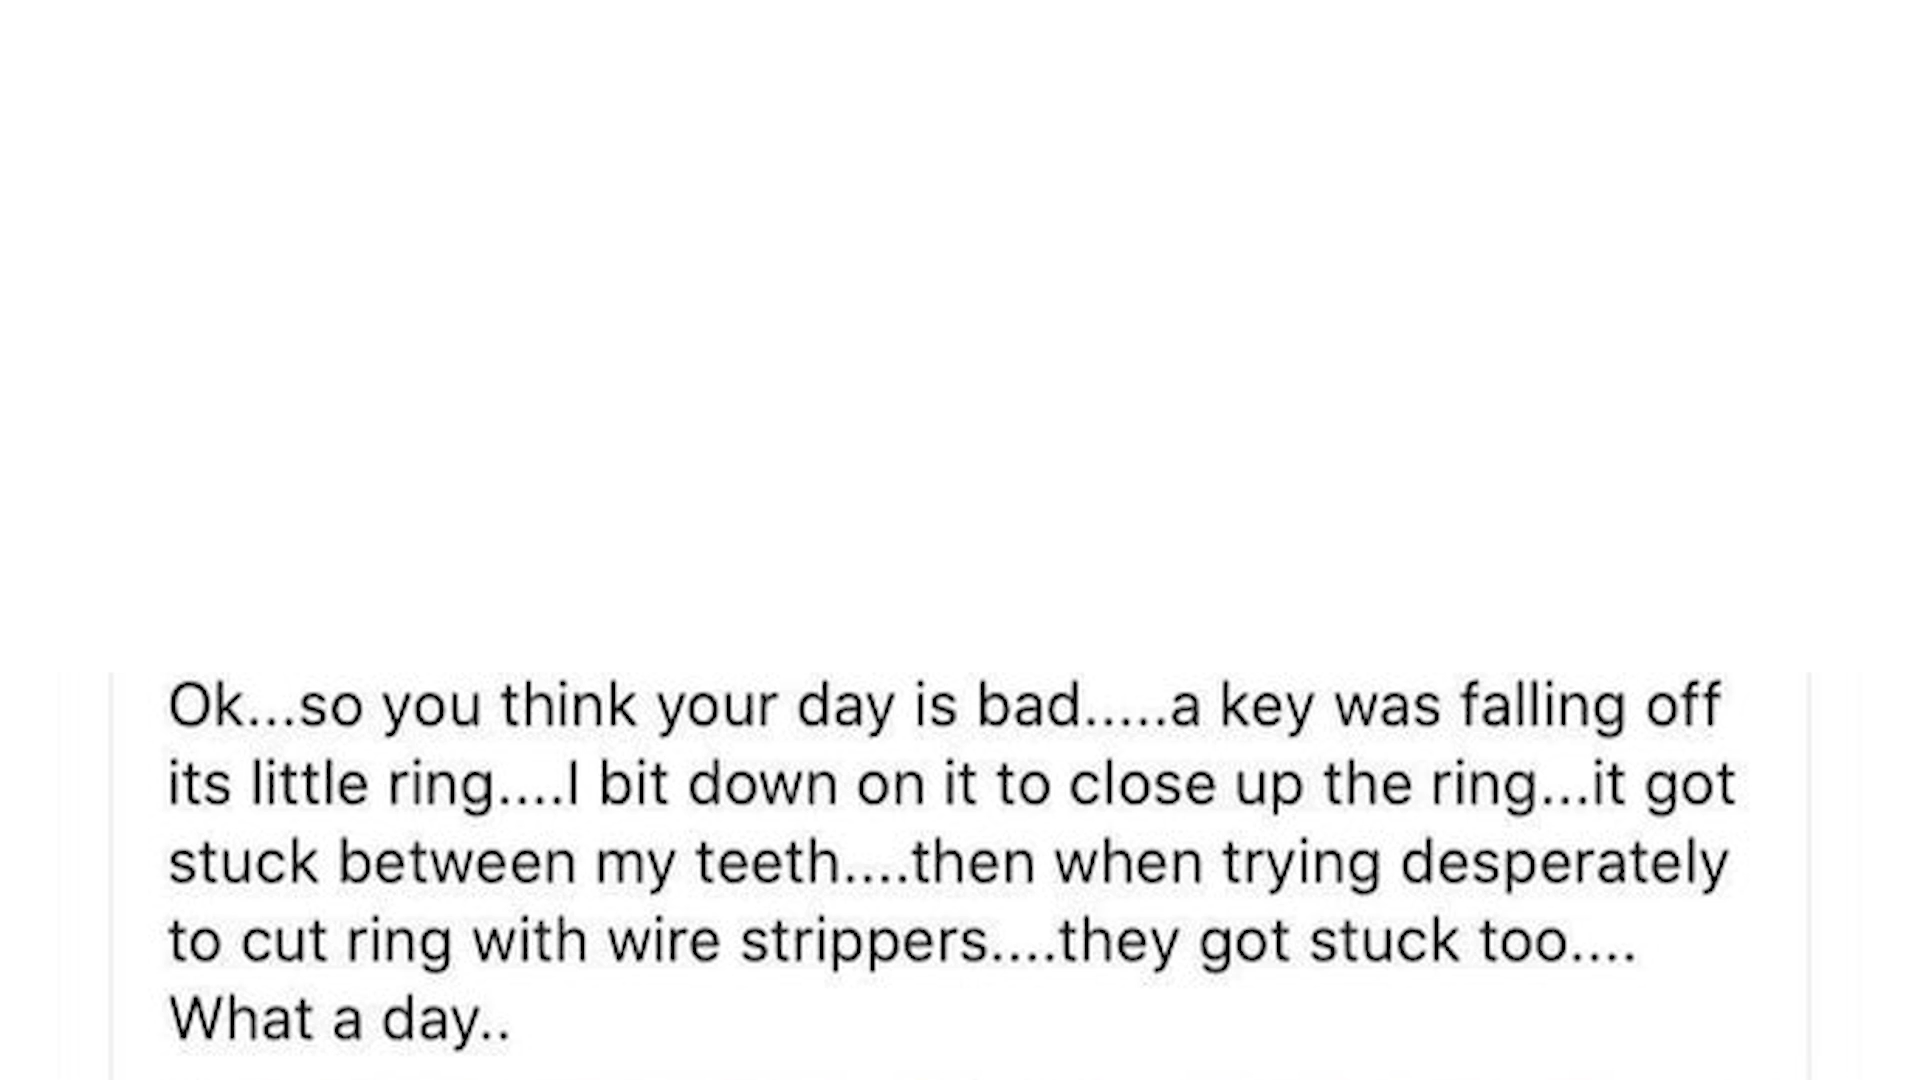 Ok...so you think your day is bad.....a key was falling off
its little ring....I bit down on it to close up the ring...it got
stuck between my teeth....then when trying desperately
to cut ring with wire strippers....they got stuck too....
What a day..